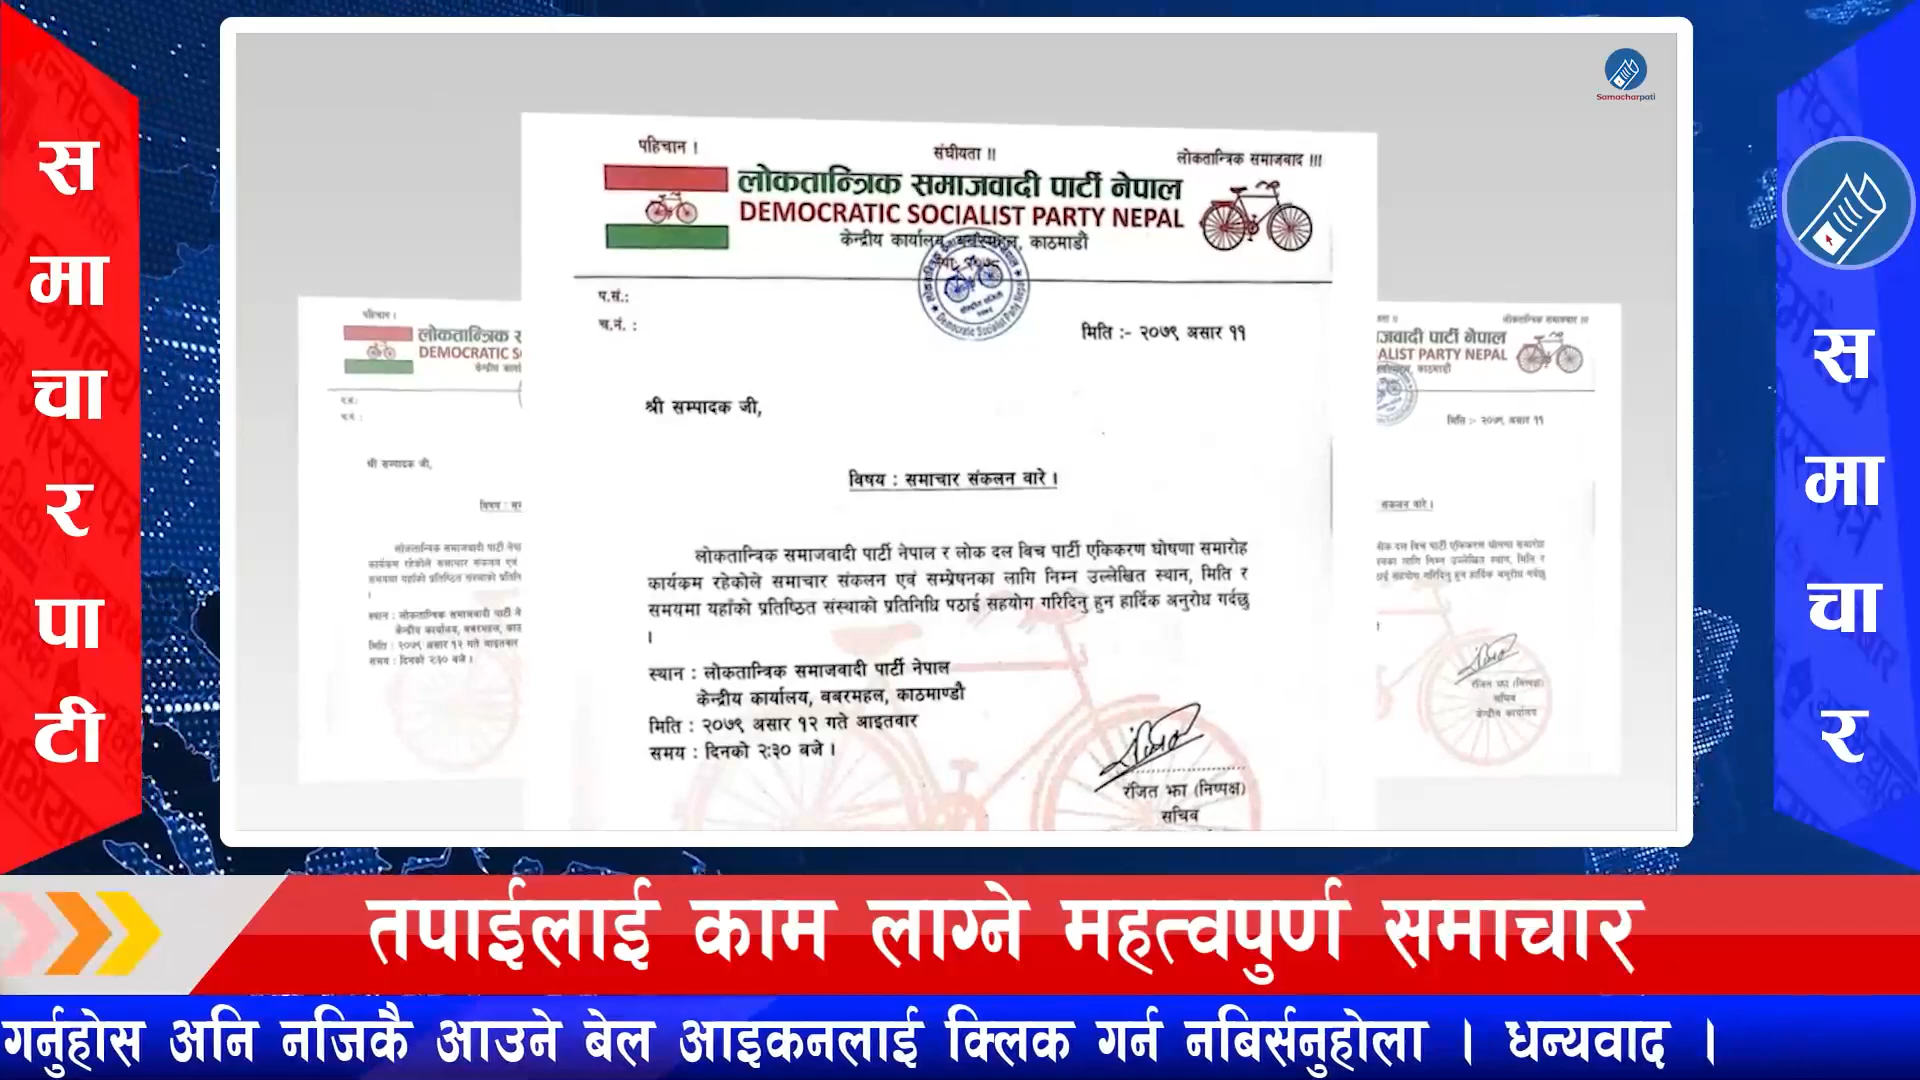 समाचारपाटी
Samacharpati
समाचार
पहिचान ! संघीयता !! लोकतान्त्रिक समाजवाद !!!
लोकतान्त्रिक समाजवादी पार्टी नेपाल
DEMOCRATIC SOCIALIST PARTY NEPAL
केन्द्रीय कार्यालय, बबरमहल, काठमाडौं
प.सं.:
च.नं. :
मिति :- २०७९ असार ११
श्री सम्पादक जी,
विषय : समाचार संकलन वारे ।
लोकतान्त्रिक समाजवादी पार्टी नेपाल र लोक दल विच पार्टी एकिकरण घोषणा समारोह
कार्यकम रहेकोले समाचार संकलन एवं सम्प्रेषनका लागि निम्न उल्लेखित स्थान, मिति र
समयमा यहाँको प्रतिष्ठित संस्थाको प्रतिनिधि पठाई सहयोग गरिदिनु हुन हार्दिक अनुरोध गर्दछु
।
स्थान : लोकतान्त्रिक समाजवादी पार्टी नेपाल
केन्द्रीय कार्यालय, बबरमहल, काठमाण्डौ
मिति : २०७९ असार १२ गते आइतवार
समय : दिनको २:३० बजे ।
रंजित झा (निष्पक्ष)
सचिव
तपाईलाई काम लाग्ने महत्वपुर्ण समाचार
गर्नुहोस अनि नजिकै आउने बेल आइकनलाई क्लिक गर्न नबिर्सनुहोला । धन्यवाद ।